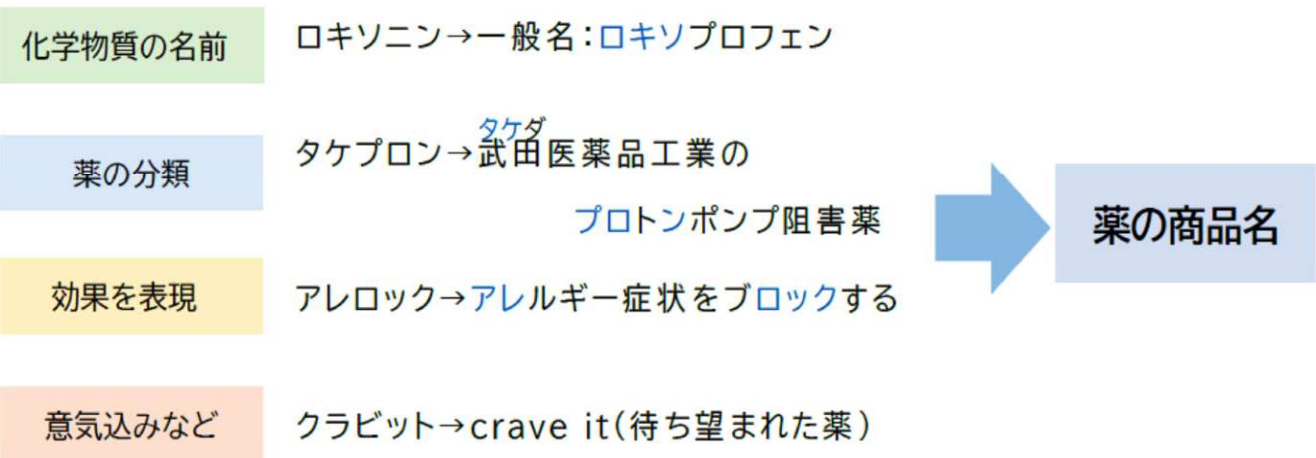 化学物質の名前
ロキソニン→一般名：ロキソプロフェン
薬の分類
タケダ
タケプロン→武田医薬品工業の
プロトンポンプ阻害薬
効果を表現
アレロック→アレルギー症状をブロックする
意気込みなど
クラビット→crave it(待ち望まれた薬)
薬の商品名